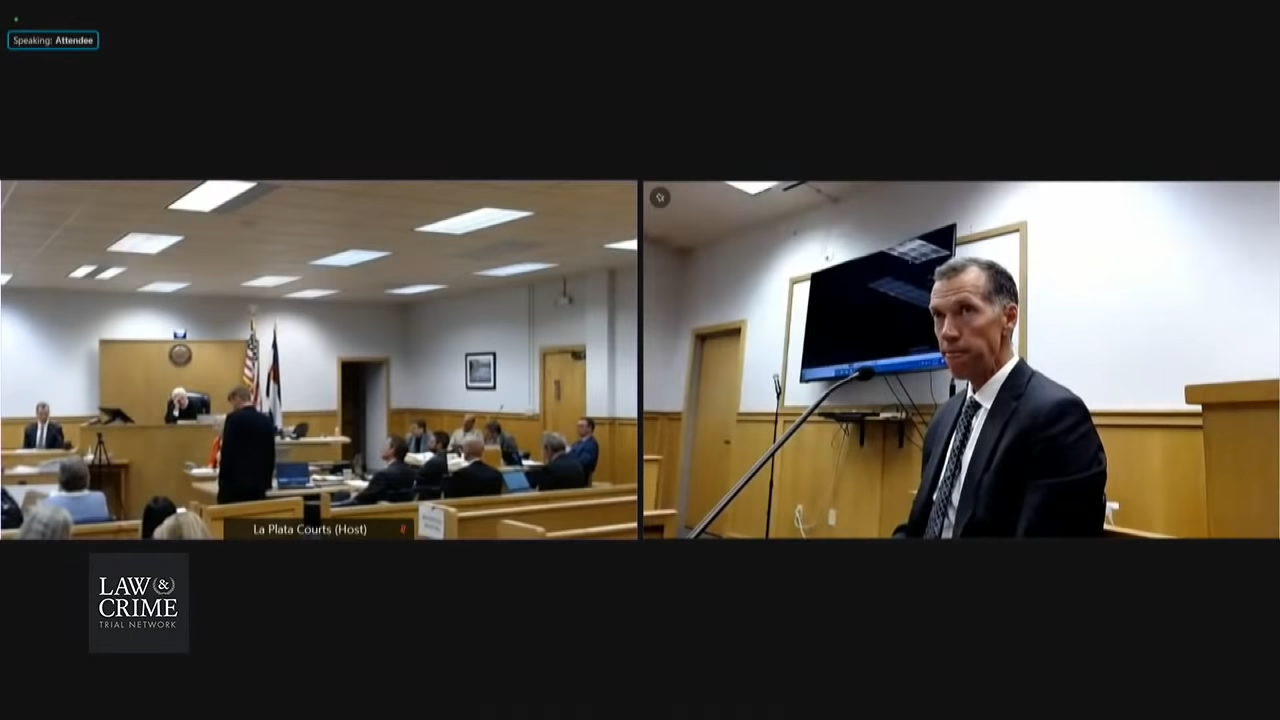 Speaking: Attendee
La Plata Courts (Host)
LAW &
CRIME
TRIAL NETWORK